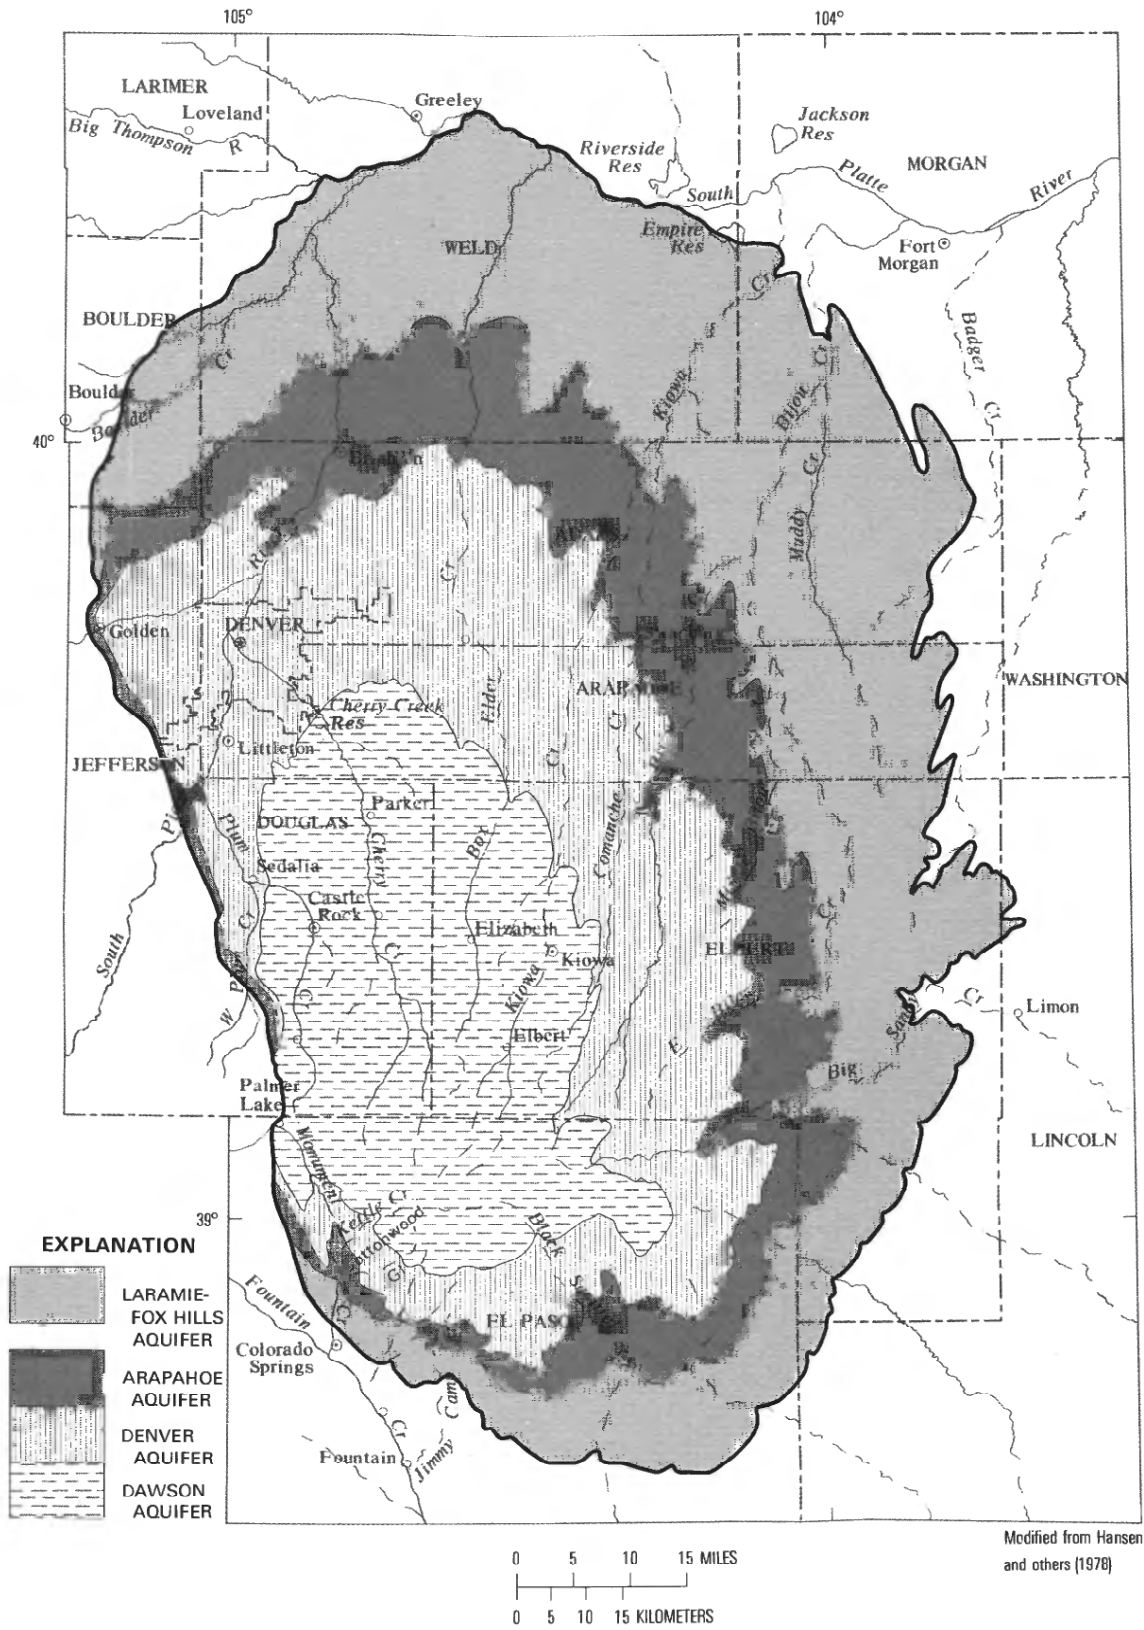 105°
104°
LARIMER
Loveland
Greeley
Big Thompson R
Jackson
Res
Riverside
Res
MORGAN
South Platte River
Empire
Res
Fort
Morgan
WELD
Cr
BOULDER
Cr
Badger
Cr
Boulder
Boulder
Kiowa
Bijou
Cr
40°
Cr
Muddy
River
Cr
Golden
DENVER
ARAPAHOE
WASHINGTON
Cherry Creek
Res
Elder
Cr
Cr
Littleton
JEFFERSON
Parker
DOUGLAS
Plum
Cherry
Box
Comanche
Sedalia
Castle
Rock
Cr
Cr
Elizabeth
Kiowa
ELBERT
Cr
South
W
Kiowa
Cr
Elbert
E
Bijou
Sandy
Cr
Limon
Big
Palmer
Lake
LINCOLN
Monument
39°
Kettle Cr
Cottonwood
Black
EXPLANATION
LARAMIE-
FOX HILLS
AQUIFER
ARAPAHOE
AQUIFER
DENVER
AQUIFER
DAWSON
AQUIFER
Fountain
Cr
EL PASO
Colorado
Springs
Cr
Camp
Jimmy
Fountain
Modified from Hansen
and others (1978)
0 5 10 15 MILES
0 5 10 15 KILOMETERS